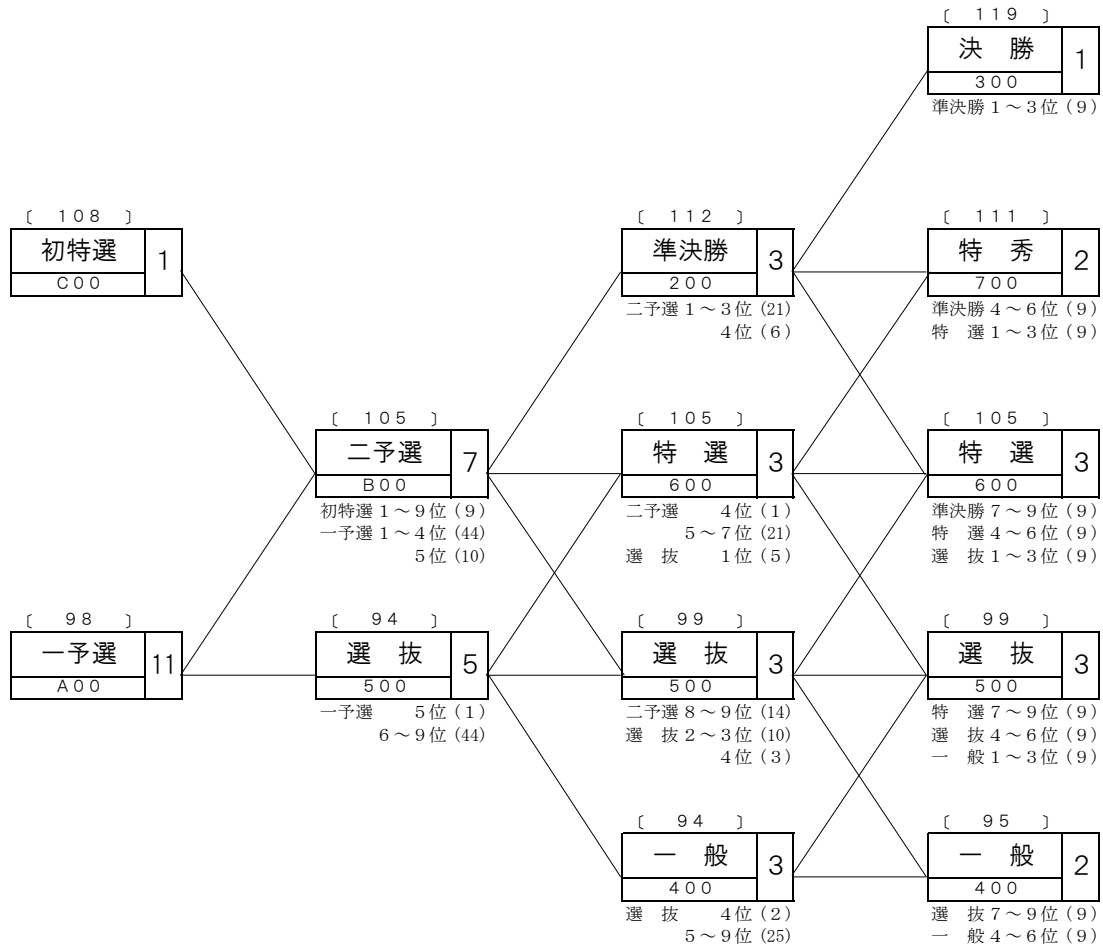 〔 119 〕
決 勝 1
300
準決勝1~3位(9)
〔 108 〕
初特選 1
C00
〔 112 〕
準決勝 3
200
二予選1~3位(21)
4位(6)
〔 111 〕
特 秀 2
700
準決勝4~6位(9)
特 選1~3位(9)
〔 105 〕
二予選 7
B00
初特選1~9位(9)
一予選1~4位(44)
5位(10)
〔 105 〕
特 選 3
600
二予選 4位(1)
5~7位(21)
選 抜 1位(5)
〔 105 〕
特 選 3
600
準決勝7~9位(9)
特 選4~6位(9)
選 抜1~3位(9)
〔 98 〕
一予選 11
A00
〔 94 〕
選 抜 5
500
一予選 5位(1)
6~9位(44)
〔 99 〕
選 抜 3
500
二予選8~9位(14)
選 抜2~3位(10)
4位(3)
〔 99 〕
選 抜 3
500
特 選7~9位(9)
選 抜4~6位(9)
一 般1~3位(9)
〔 94 〕
一 般 3
400
選 抜 4位(2)
5~9位(25)
〔 95 〕
一 般 2
400
選 抜7~9位(9)
一 般4~6位(9)